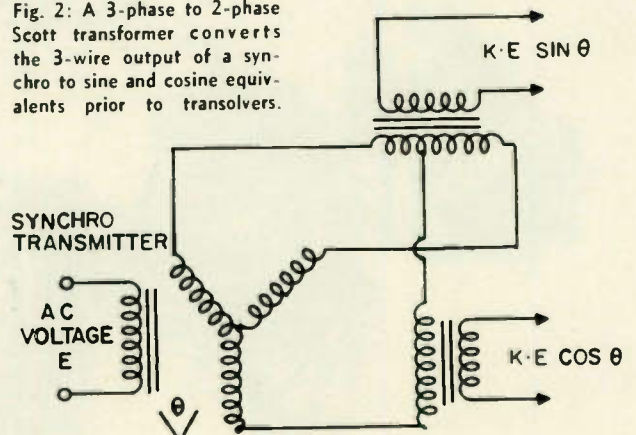 Fig. 2: A 3-phase to 2-phase
Scott transformer converts
the 3-wire output of a syn-
chro to sine and cosine equiv-
alents prior to transolvers.
K·E SIN θ
SYNCHRO
TRANSMITTER
AC
VOLTAGE
E
K·E COS θ
θ